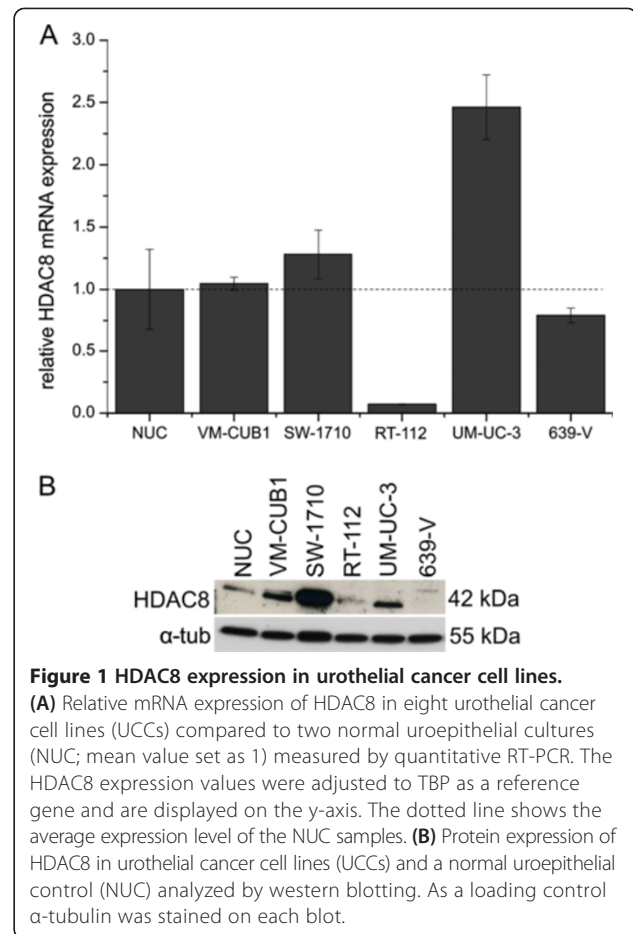 A
relative HDAC8 mRNA expression
3.0
2.5
2.0
1.5
1.0
0.5
0.0
NUC VM-CUB1 SW-1710 RT-112 UM-UC-3 639-V
B
NUC VM-CUB1 SW-1710 RT-112 UM-UC-3 639-V
HDAC8 42 kDa
α-tub 55 kDa
Figure 1 HDAC8 expression in urothelial cancer cell lines.
(A) Relative mRNA expression of HDAC8 in eight urothelial cancer
cell lines (UCCs) compared to two normal uroepithelial cultures
(NUC; mean value set as 1) measured by quantitative RT-PCR. The
HDAC8 expression values were adjusted to TBP as a reference
gene and are displayed on the y-axis. The dotted line shows the
average expression level of the NUC samples. (B) Protein expression of
HDAC8 in urothelial cancer cell lines (UCCs) and a normal uroepithelial
control (NUC) analyzed by western blotting. As a loading control
α-tubulin was stained on each blot.